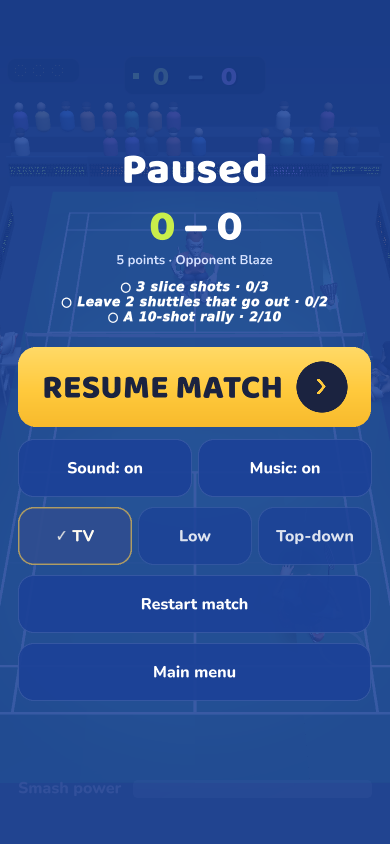 0 – 0
Paused
0 – 0
5 points · Opponent Blaze
○ 3 slice shots · 0/3
○ Leave 2 shuttles that go out · 0/2
○ A 10-shot rally · 2/10
RESUME MATCH ›
Sound: on
Music: on
✓ TV
Low
Top-down
Restart match
Main menu
Smash power